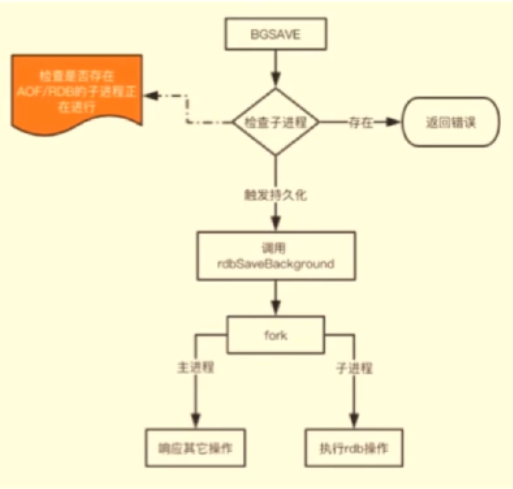 BGSAVE
检查是否存在
AOF/RDB的子进程正
在进行
检查子进程
存在
返回错误
触发持久化
调用
rdbSaveBackground
fork
主进程
子进程
响应其它操作
执行rdb操作